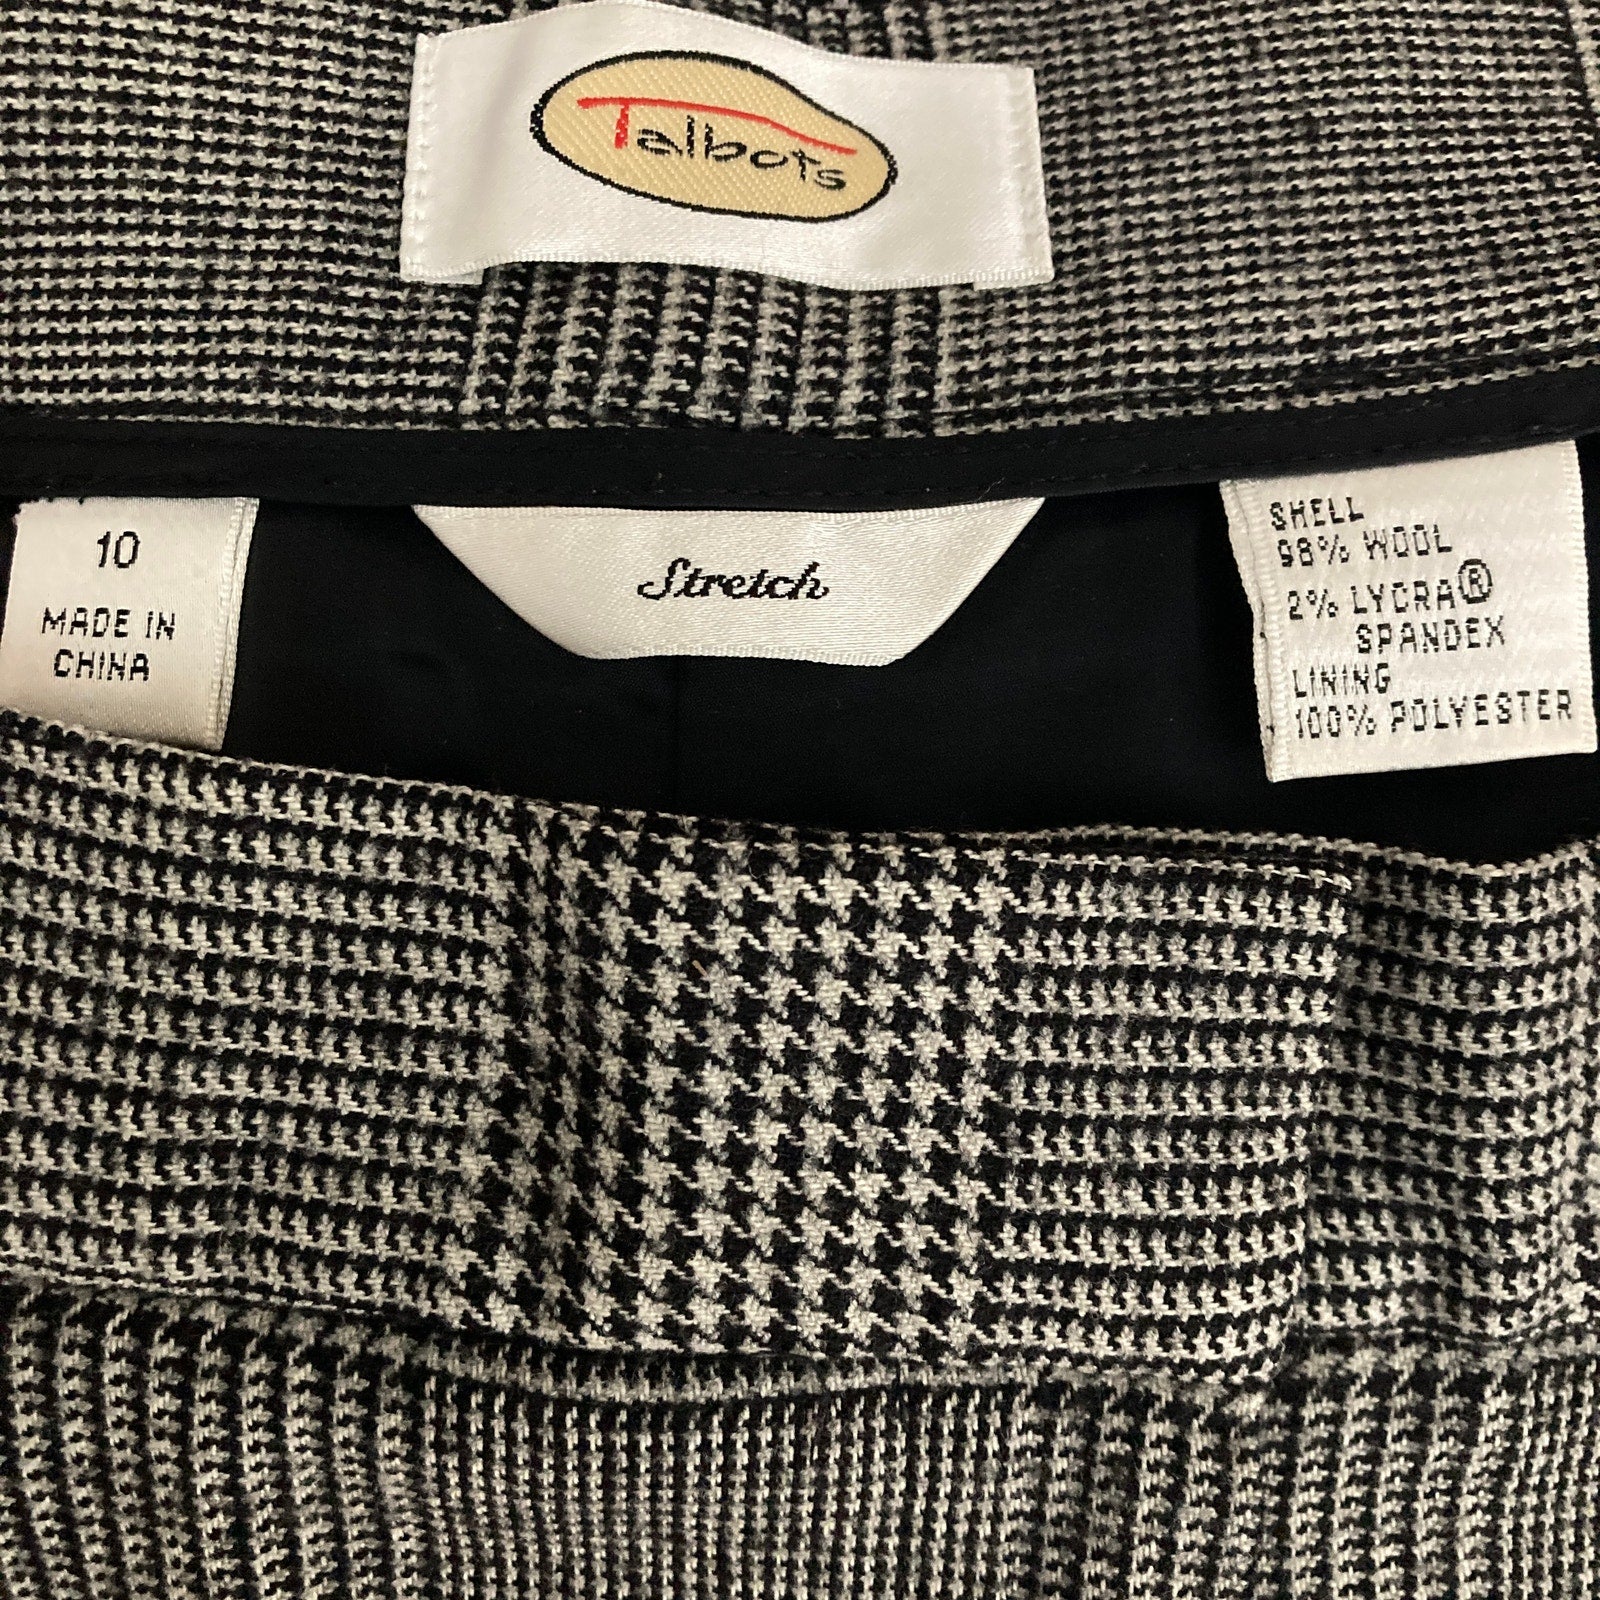 Talbots
10
MADE IN
CHINA
Stretch
SHELL
98% WOOL
2% LYCRA®
SPANDEX
LINING
100% POLYESTER